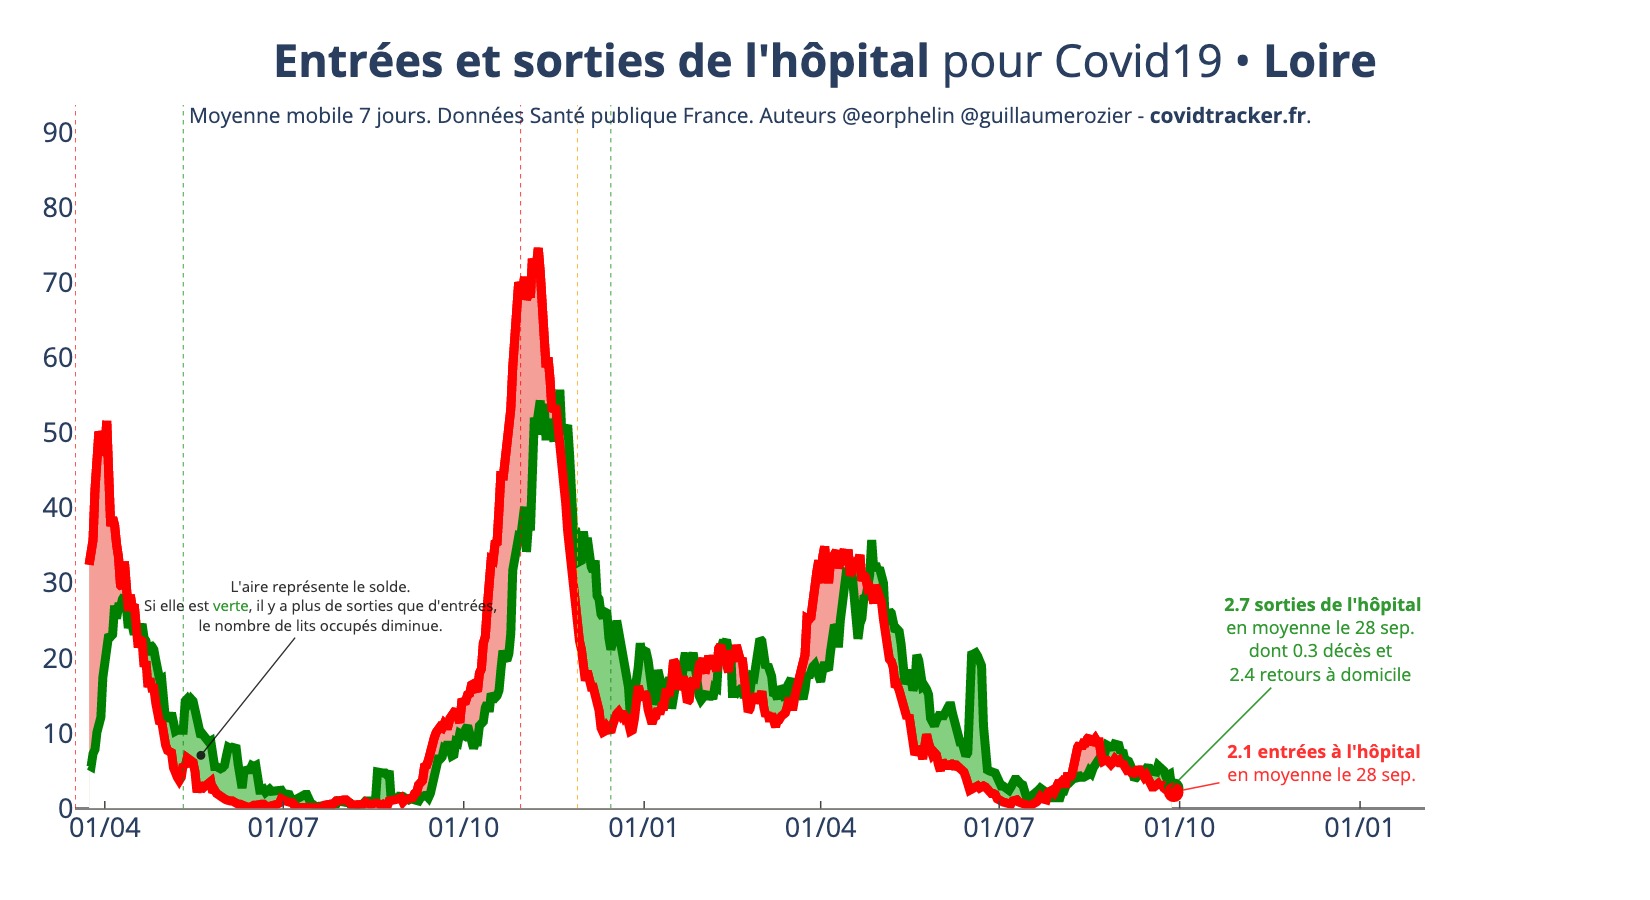 Entrées et sorties de l'hôpital pour Covid19 • Loire
Moyenne mobile 7 jours. Données Santé publique France. Auteurs @eorphelin @guillaumerozier - covidtracker.fr.
90
80
70
60
50
40
30
20
10
0
L'aire représente le solde.
Si elle est verte, il y a plus de sorties que d'entrées,
le nombre de lits occupés diminue.
2.7 sorties de l'hôpital
en moyenne le 28 sep.
dont 0.3 décès et
2.4 retours à domicile
2.1 entrées à l'hôpital
en moyenne le 28 sep.
01/04 01/07 01/10 01/01 01/04 01/07 01/10 01/01